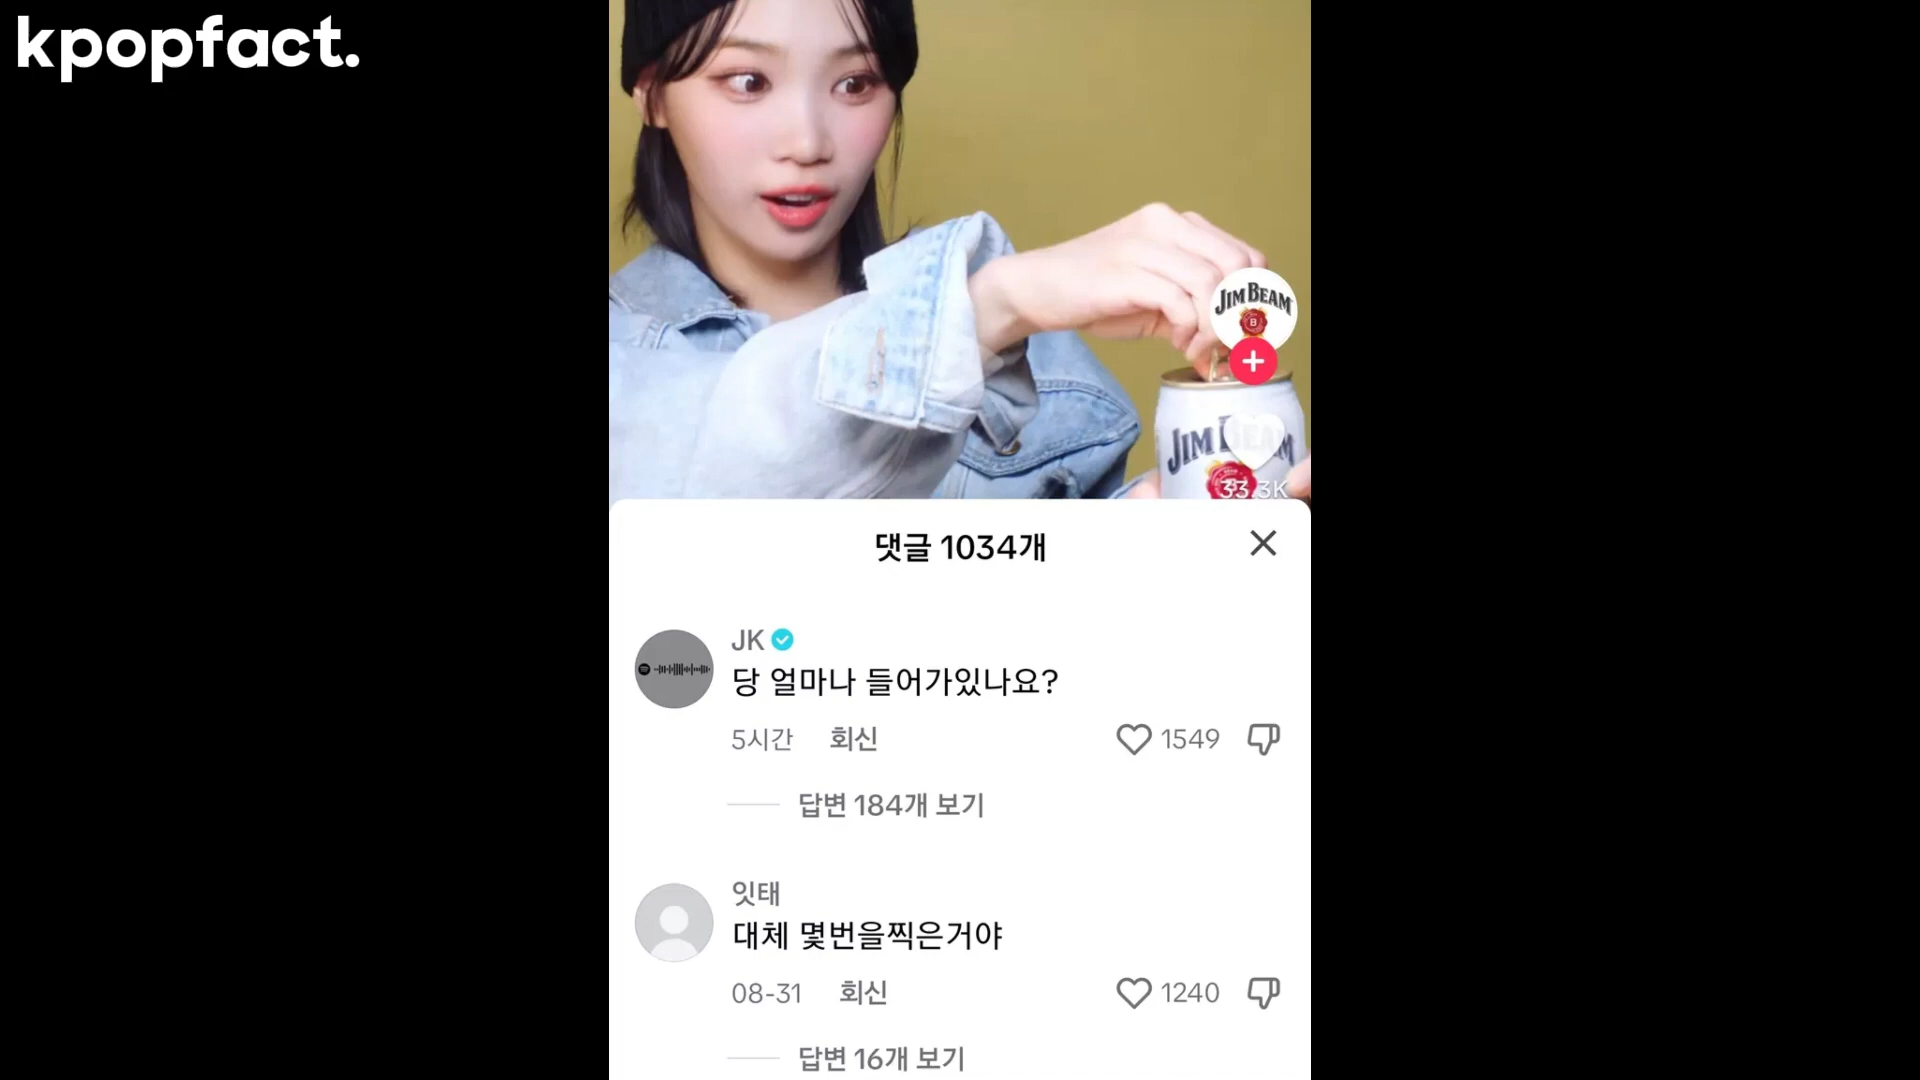 kpopfact.
JIM BEAM
B
JIM BEAM
33.3K
댓글 1034개
JK
당 얼마나 들어가있나요?
5시간 회신 1549
답변 184개 보기
잇태
대체 몇번을찍은거야
08-31 회신 1240
답변 16개 보기